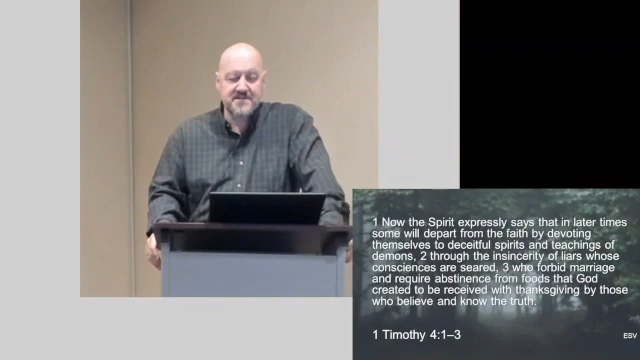 1 Now the Spirit expressly says that in later times
some will depart from the faith by devoting
themselves to deceitful spirits and teachings of
demons, 2 through the insincerity of liars whose
consciences are seared, 3 who forbid marriage
and require abstinence from foods that God
created to be received with thanksgiving by those
who believe and know the truth.
1 Timothy 4:1–3
ESV